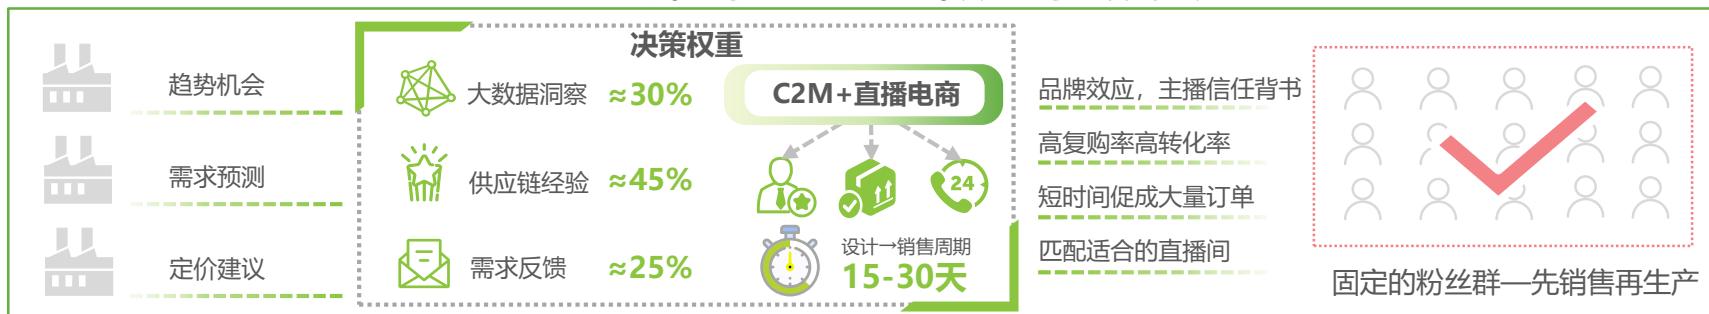 趋势机会
需求预测
定价建议
决策权重
大数据洞察 ≈30%
供应链经验 ≈45%
需求反馈 ≈25%
C2M+直播电商
24
设计→销售周期
15-30天
品牌效应，主播信任背书
高复购率高转化率
短时间促成大量订单
匹配适合的直播间
固定的粉丝群—先销售再生产